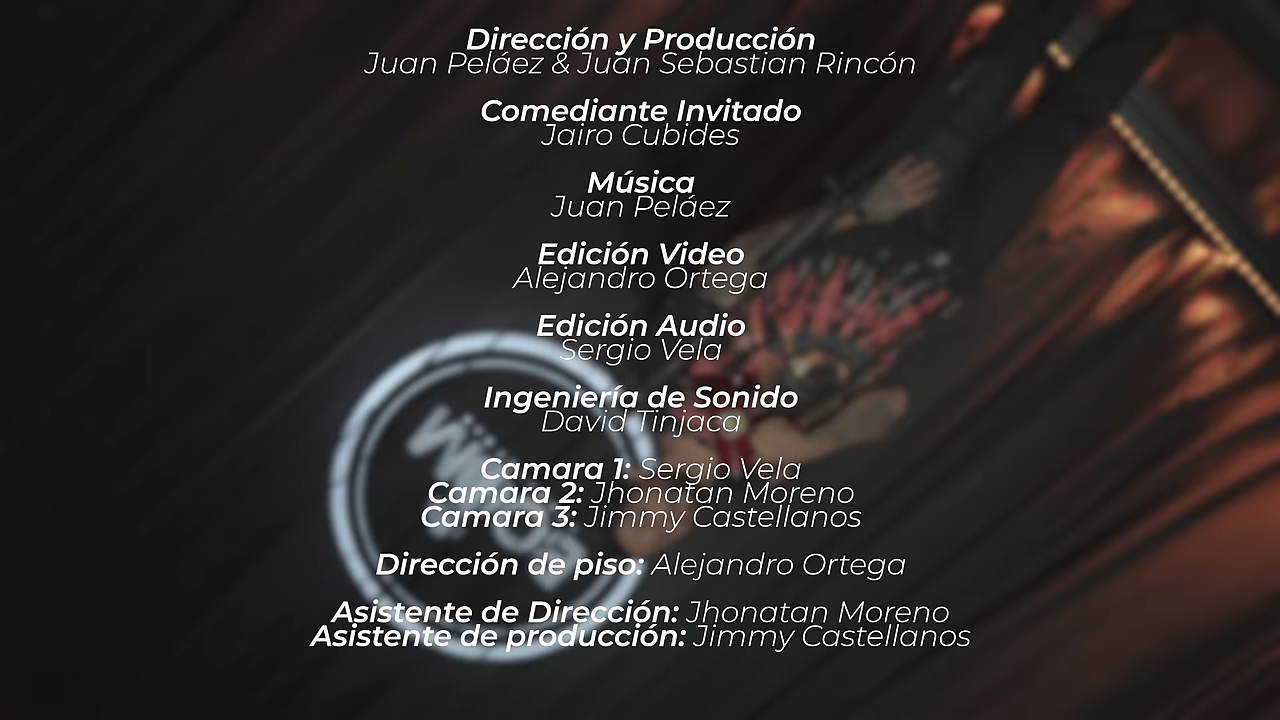 Dirección y Producción
Juan Peláez & Juan Sebastian Rincón
Comediante Invitado
Jairo Cubides
Música
Juan Peláez
Edición Video
Alejandro Ortega
Edición Audio
Sergio Vela
Ingeniería de Sonido
David Tinjaca
Camara 1: Sergio Vela
Camara 2: Jhonatan Moreno
Camara 3: Jimmy Castellanos
Dirección de piso: Alejandro Ortega
Asistente de Dirección: Jhonatan Moreno
Asistente de producción: Jimmy Castellanos